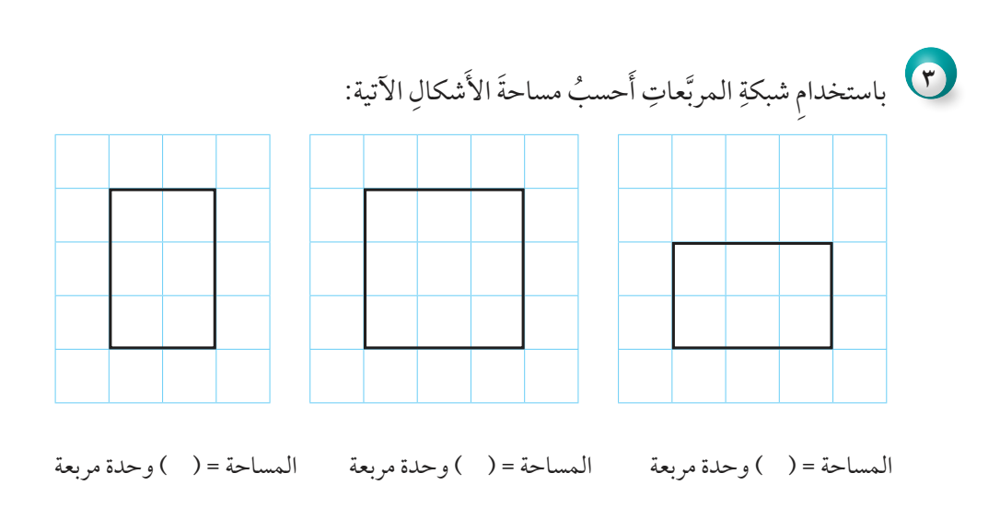 ٣
باستخدامِ شبكةِ المربَّعاتِ أَحسبُ مساحةَ الأَشكالِ الآتية:
المساحة = (   ) وحدة مربعة
المساحة = (   ) وحدة مربعة
المساحة = (   ) وحدة مربعة